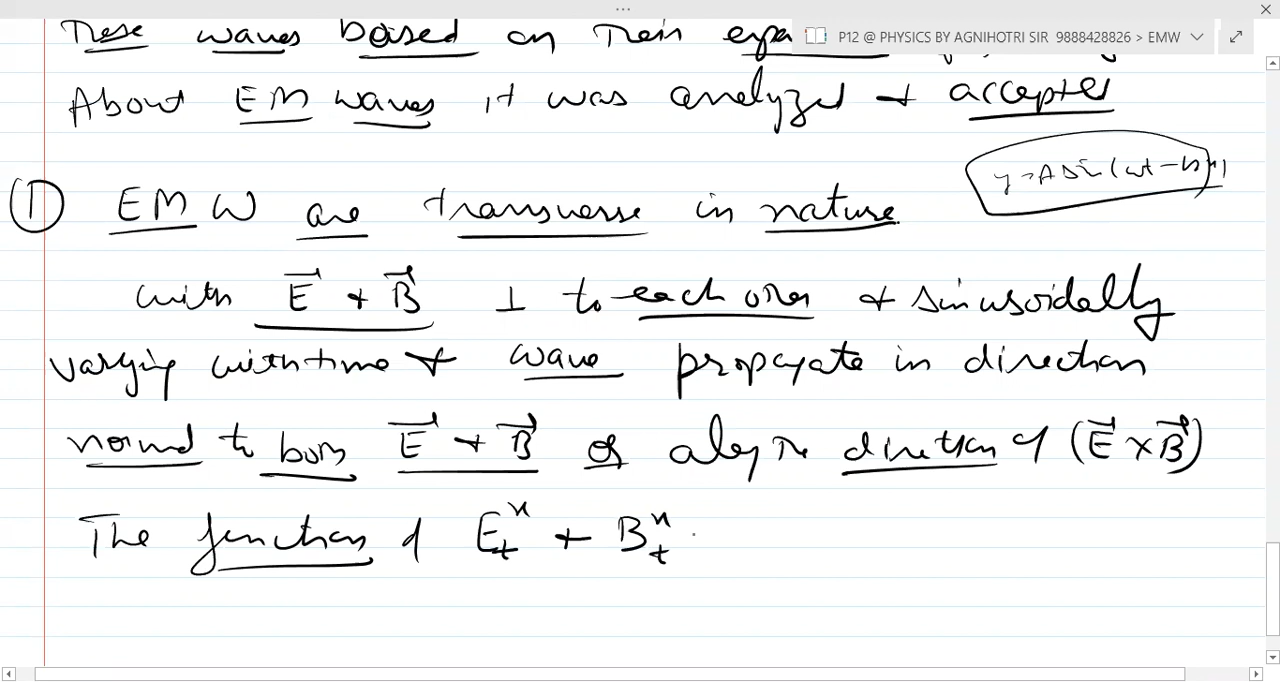 P12 @ PHYSICS BY AGNIHOTRI SIR 9888428826 > EMW
These waves based on their
About EM waves it was analyzed + accepted
y = A sin (ωt - kx)
① EMW are transverse in nature
with E⃗ + B⃗ ⊥ to each other + sinusoidally
varying with time + wave propagate in direction
normal to both E⃗ + B⃗ or along the direction of (E⃗ × B⃗)
The function of E_t^x + B_t^x